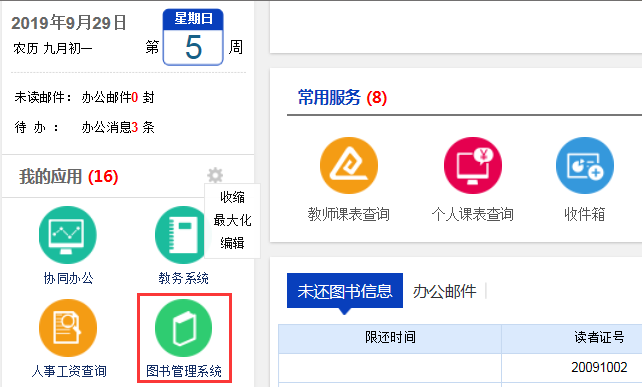 2019年9月29日
农历 九月初一
第
星期日
5
周
未读邮件： 办公邮件0 封
待 办 ： 办公消息3 条
我的应用 (16)
收缩
最大化
编辑
协同办公
教务系统
人事工资查询
图书管理系统
常用服务 (8)
¥
教师课表查询
个人课表查询
收件箱
未还图书信息
办公邮件
限还时间
读者证号
20091002